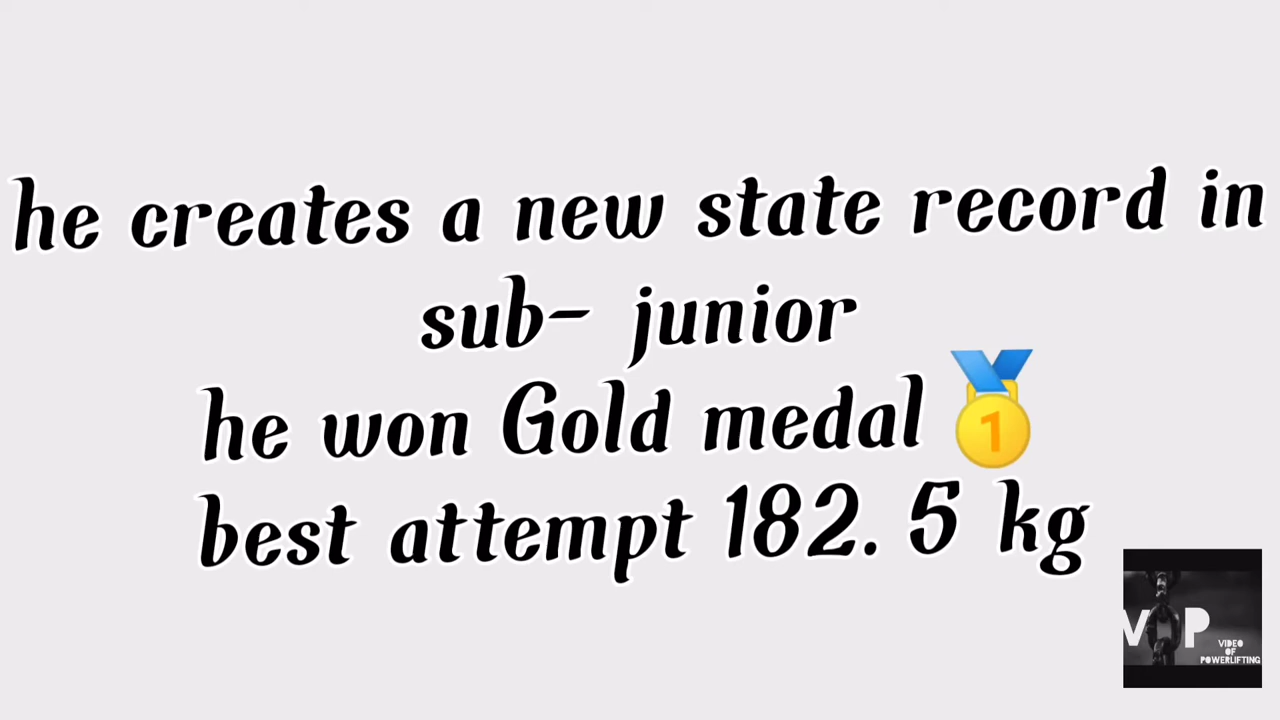 he creates a new state record in
sub- junior
he won Gold medal 🥇
best attempt 182. 5 kg
V P
VIDEO
OF
POWERLIFTING